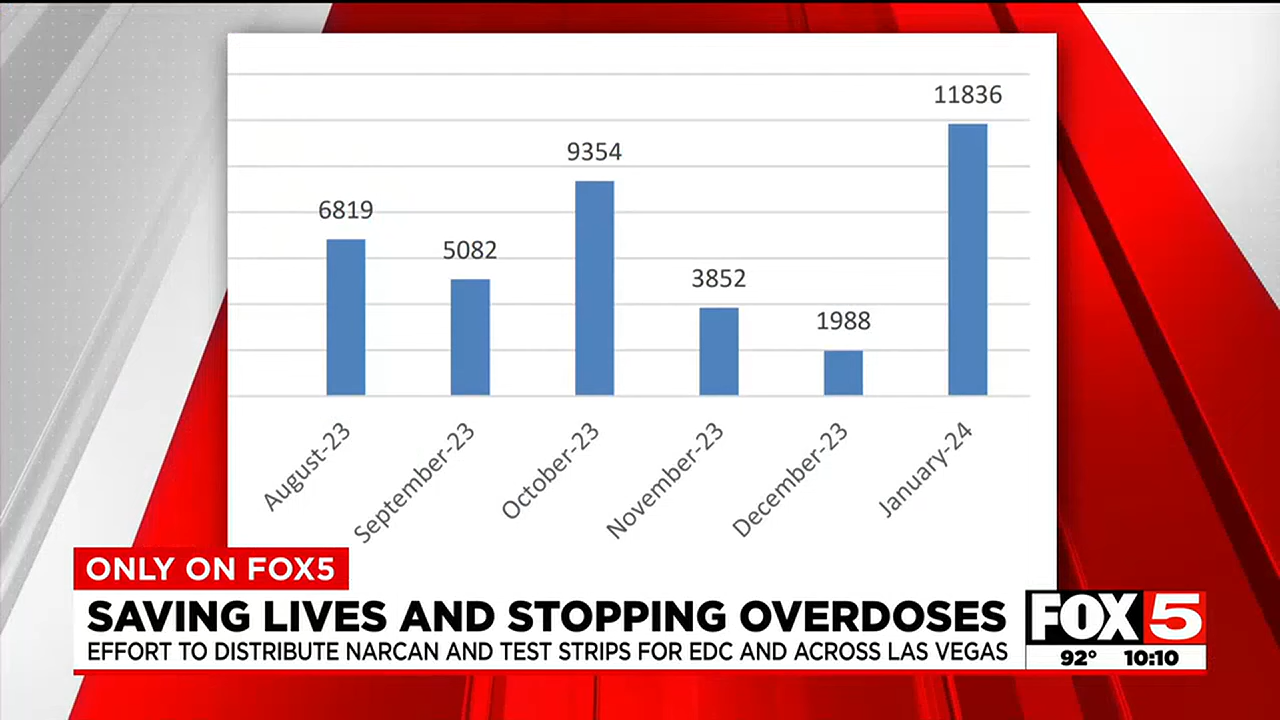 11836
9354
6819
5082
3852
1988
August-23
September-23
October-23
November-23
December-23
January-24
ONLY ON FOX5
SAVING LIVES AND STOPPING OVERDOSES
EFFORT TO DISTRIBUTE NARCAN AND TEST STRIPS FOR EDC AND ACROSS LAS VEGAS
FOX 5
92° 10:10